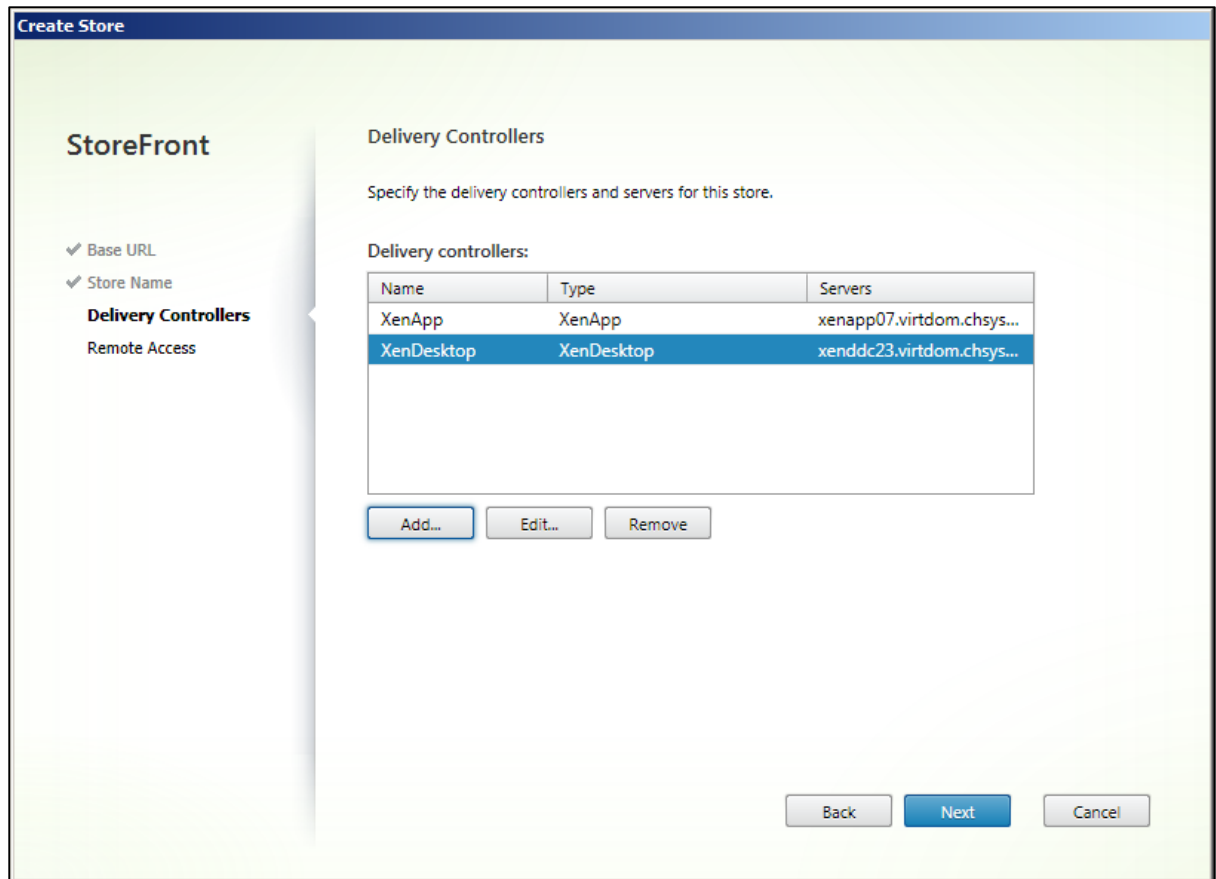 Create Store
StoreFront
Base URL
Store Name
Delivery Controllers
Remote Access
Delivery Controllers
Specify the delivery controllers and servers for this store.
Delivery controllers:
Name Type Servers
XenApp XenApp xenapp07.virtdom.chsys...
XenDesktop XenDesktop xenddc23.virtdom.chsys...
Add... Edit... Remove
Back Next Cancel